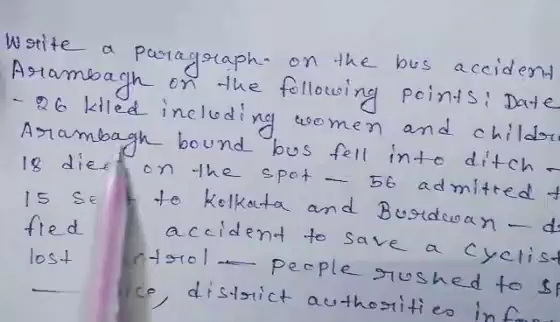 Write a paragraph on the bus accident
Arambagh on the following points: Date
- 26 killed including women and
Arambagh bound bus fell into ditch -
18 died on the spot - 56 admitted
15 to Kolkata and Burdwan -
accident to save a cyclist
lost - people rushed to
- district authorities